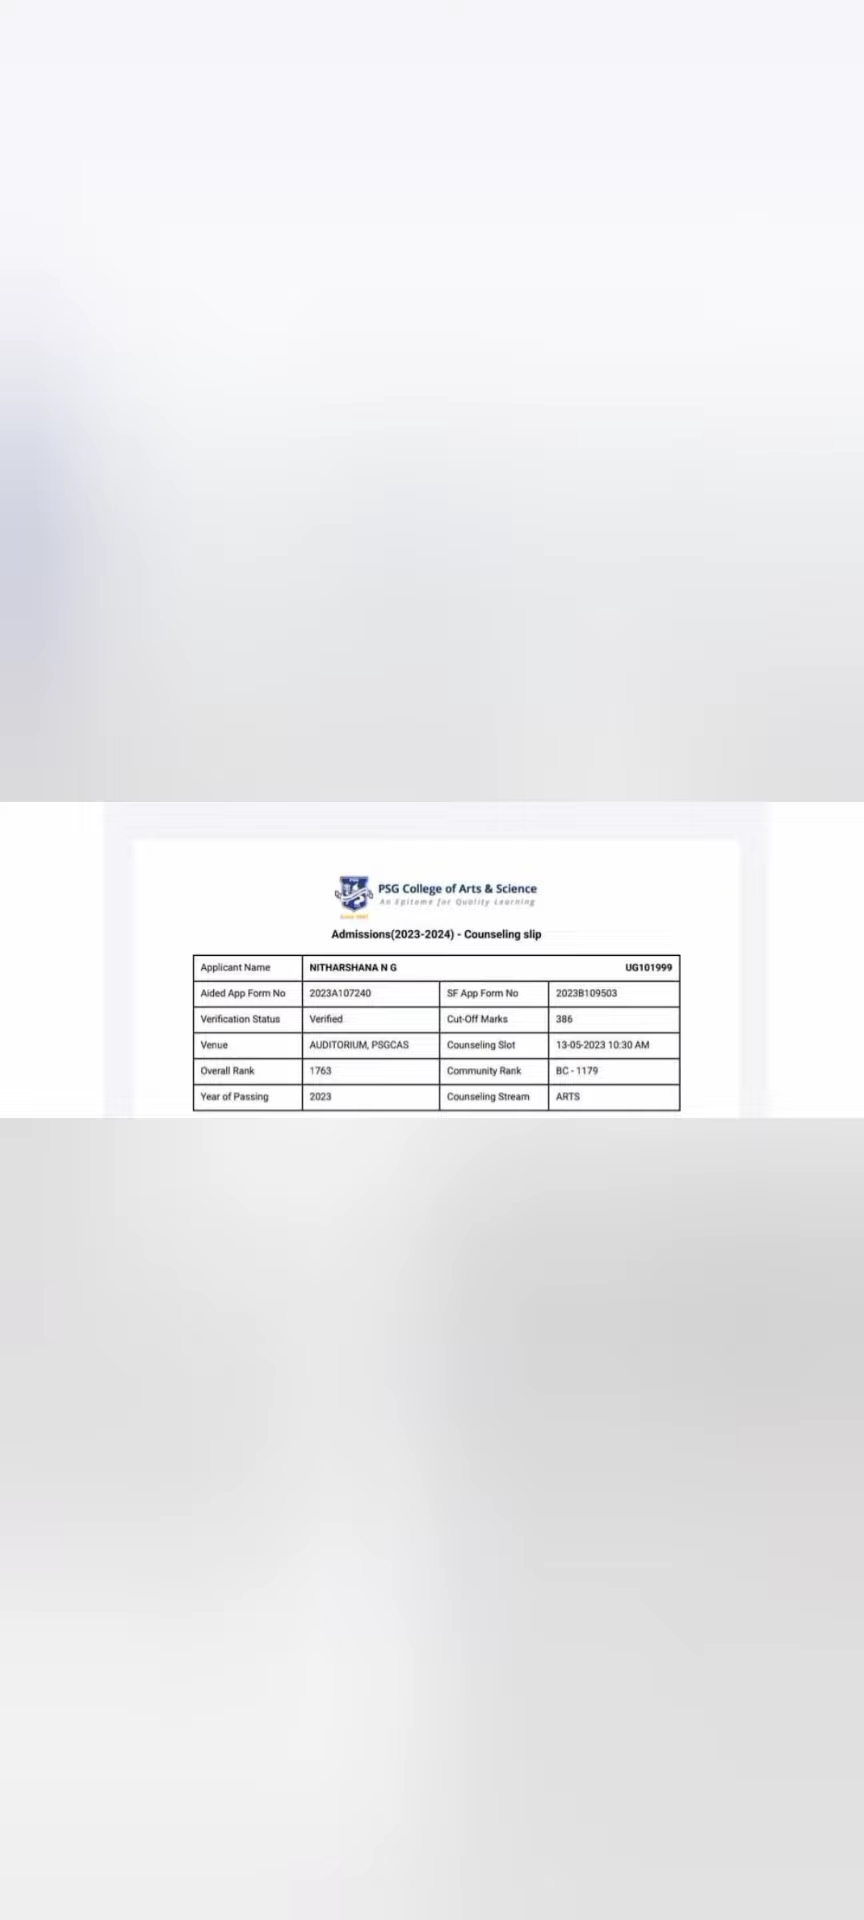 PSG College of Arts & Science
An Epitome for Quality Learning
Admissions(2023-2024) - Counseling slip
Applicant Name NITHARSHANA N G UG101999
Aided App Form No 2023A107240 SF App Form No 2023B109503
Verification Status Verified Cut-Off Marks 386
Venue AUDITORIUM, PSGCAS Counseling Slot 13-05-2023 10:30 AM
Overall Rank 1763 Community Rank BC - 1179
Year of Passing 2023 Counseling Stream ARTS